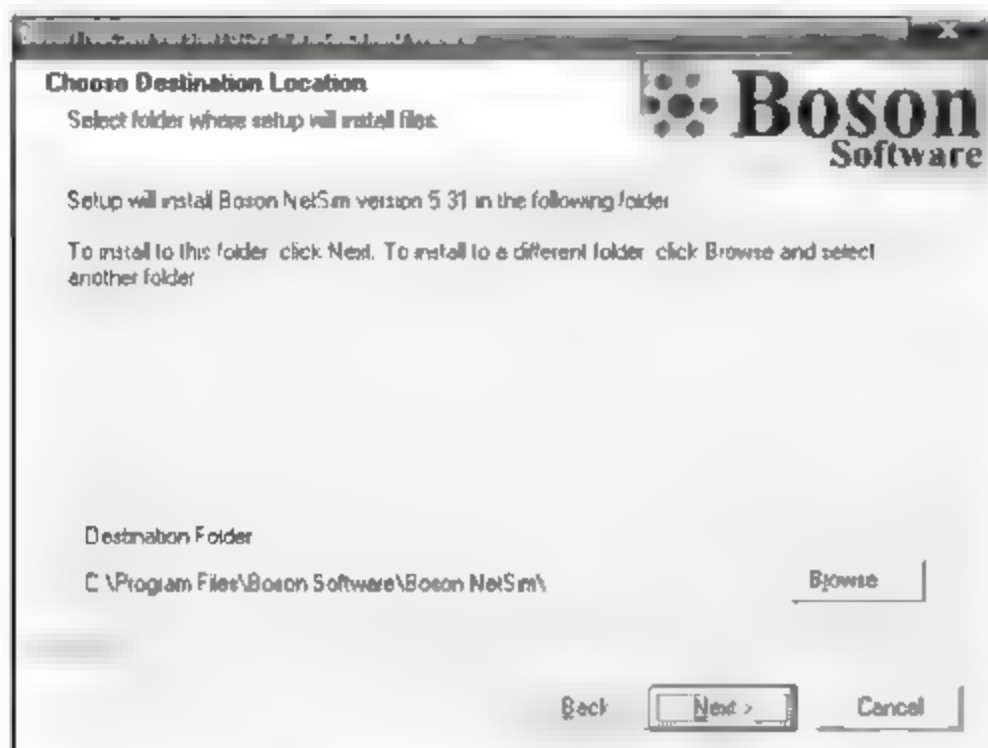 Choose Destination Location
Select folder where setup will install files.
Boson
Software
Setup will install Boson NetSim version 5.31 in the following folder
To install to this folder, click Next. To install to a different folder, click Browse and select
another folder
Destination Folder
C:\Program Files\Boson Software\Boson NetSim\
Browse
Back
Next >
Cancel